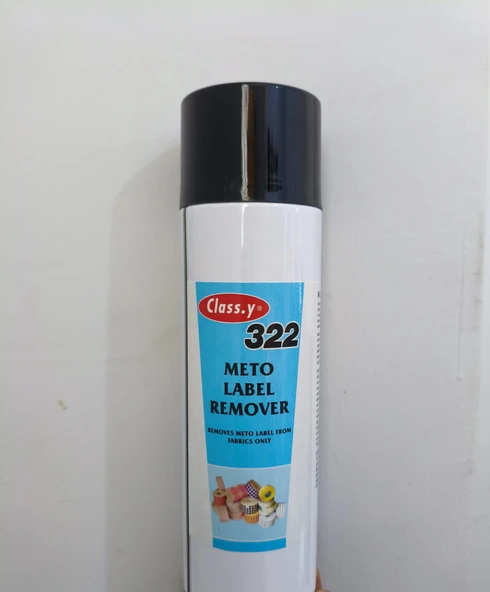 Class.y®
322
METO
LABEL
REMOVER
REMOVES METO LABEL FROM
FABRICS ONLY